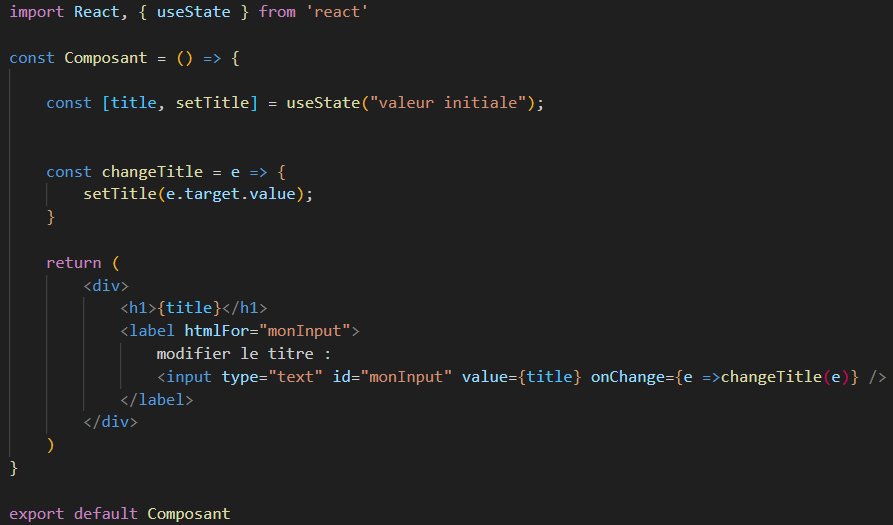 import React, { useState } from 'react'
const Composant = () => {
const [title, setTitle] = useState("valeur initiale");
const changeTitle = e => {
setTitle(e.target.value);
}
return (
<div>
<h1>{title}</h1>
<label htmlFor="monInput">
modifier le titre :
<input type="text" id="monInput" value={title} onChange={e =>changeTitle(e)} />
</label>
</div>
)
}
export default Composant